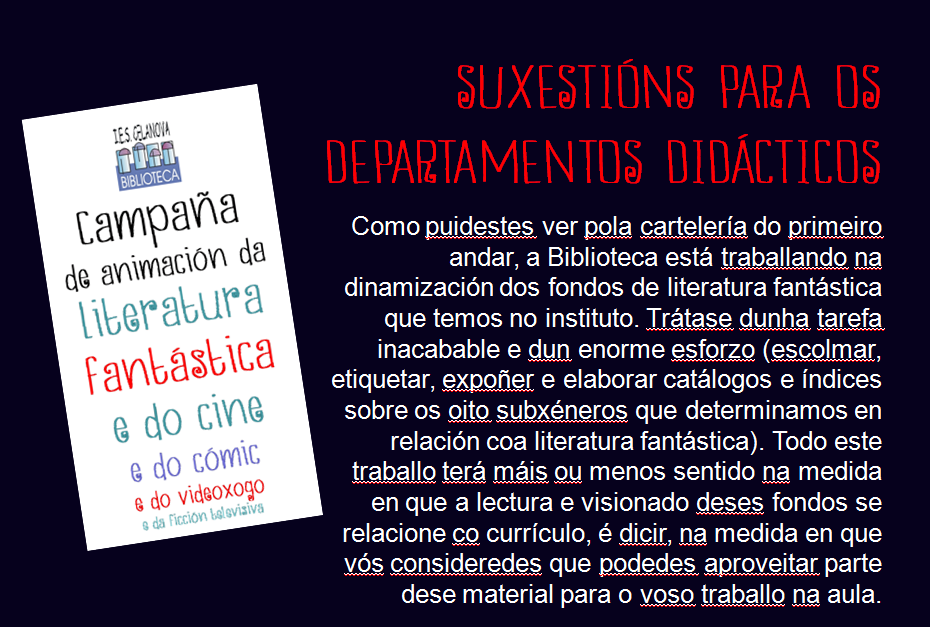 SUXESTIÓNS PARA OS
DEPARTAMENTOS DIDÁCTICOS
I.E.S. CELANOVA
BIBLIOTECA
Campaña
de animación da
literatura
fantástica
e do cine
e do cómic
e do videoxogo
e da ficción televisiva
Como puidestes ver pola cartelería do primeiro
andar, a Biblioteca está traballando na
dinamización dos fondos de literatura fantástica
que temos no instituto. Trátase dunha tarefa
inacabable e dun enorme esforzo (escolmar,
etiquetar, expoñer e elaborar catálogos e índices
sobre os oito subxéneros que determinamos en
relación coa literatura fantástica). Todo este
traballo terá máis ou menos sentido na medida
en que a lectura e visionado deses fondos se
relacione co currículo, é dicir, na medida en que
vós consideredes que podedes aproveitar parte
dese material para o voso traballo na aula.